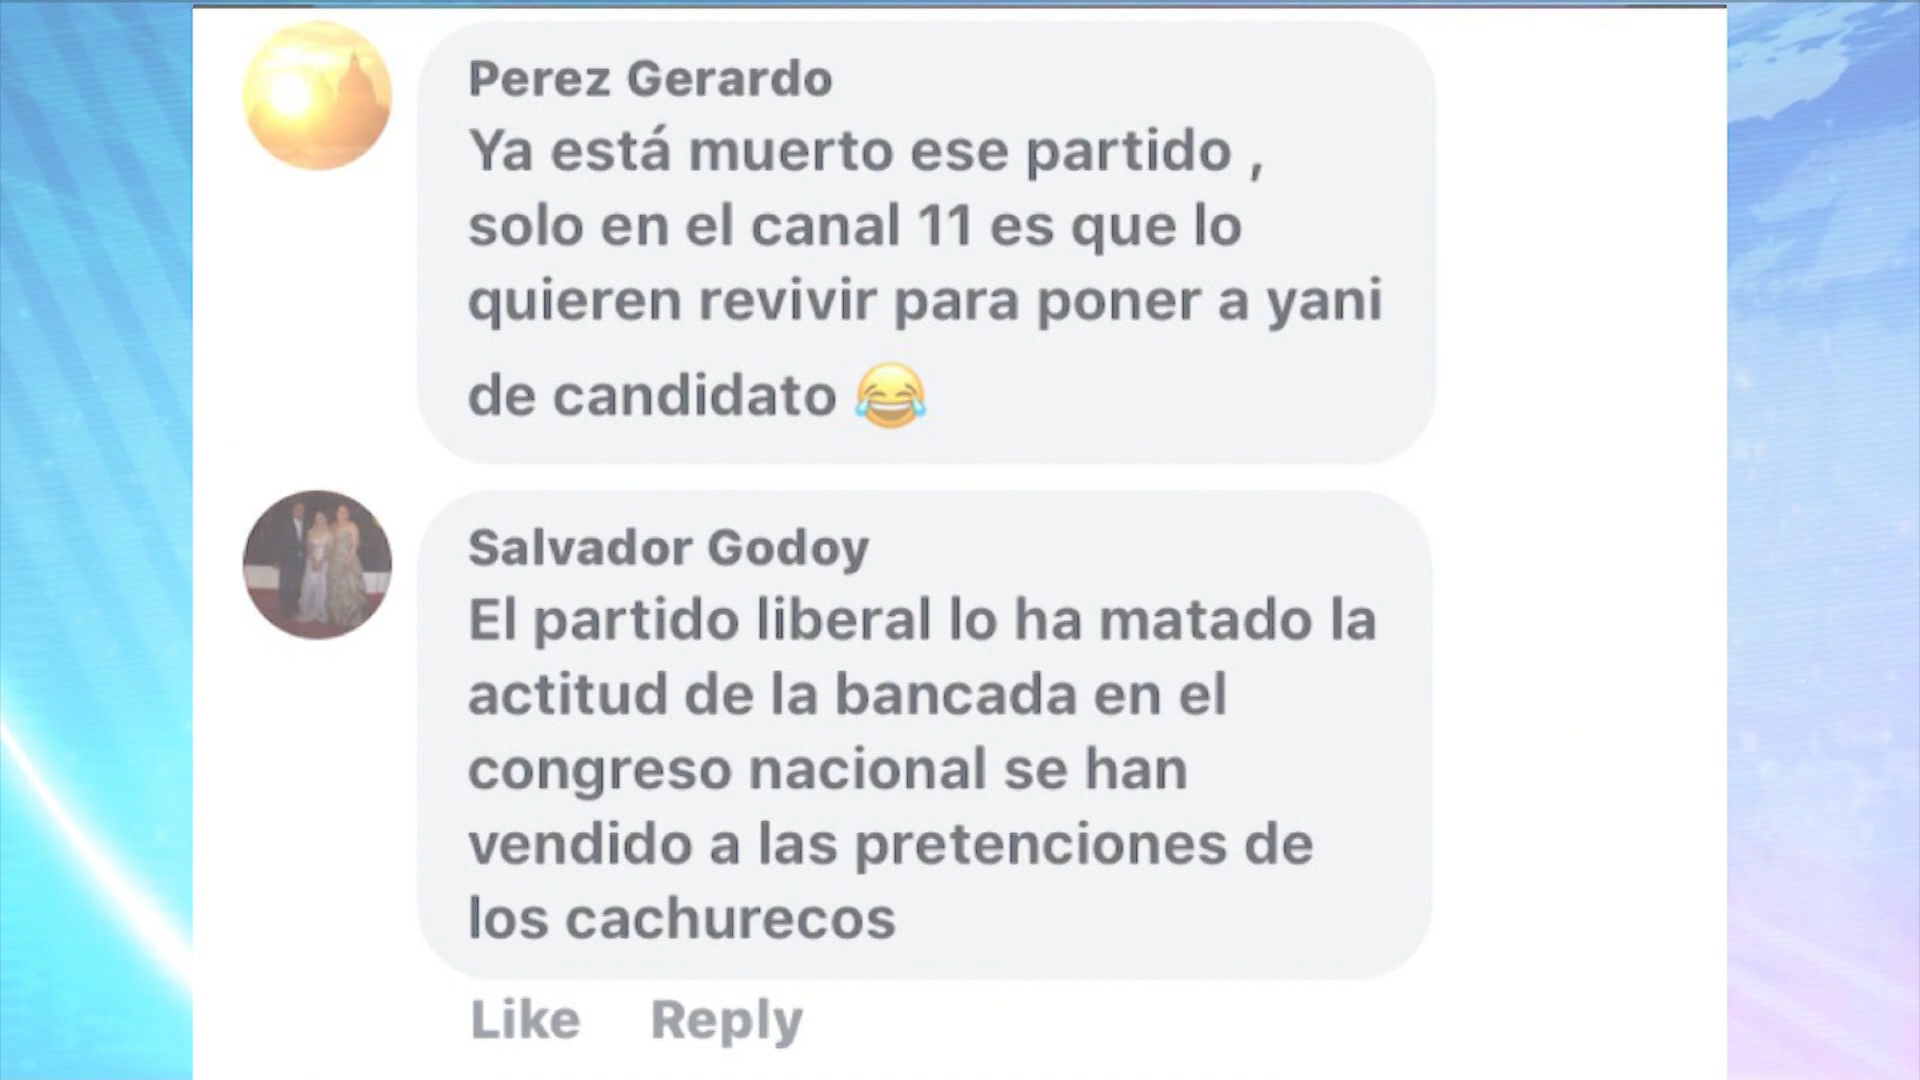 Perez Gerardo
Ya está muerto ese partido ,
solo en el canal 11 es que lo
quieren revivir para poner a yani
de candidato 😂
Salvador Godoy
El partido liberal lo ha matado la
actitud de la bancada en el
congreso nacional se han
vendido a las pretenciones de
los cachurecos
Like Reply